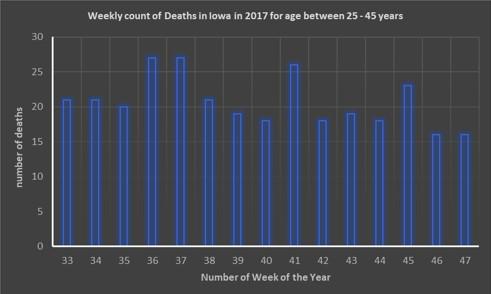 Weekly count of Deaths in Iowa in 2017 for age between 25 - 45 years
30
25
20
15
10
5
0
number of deaths
33 34 35 36 37 38 39 40 41 42 43 44 45 46 47
Number of Week of the Year